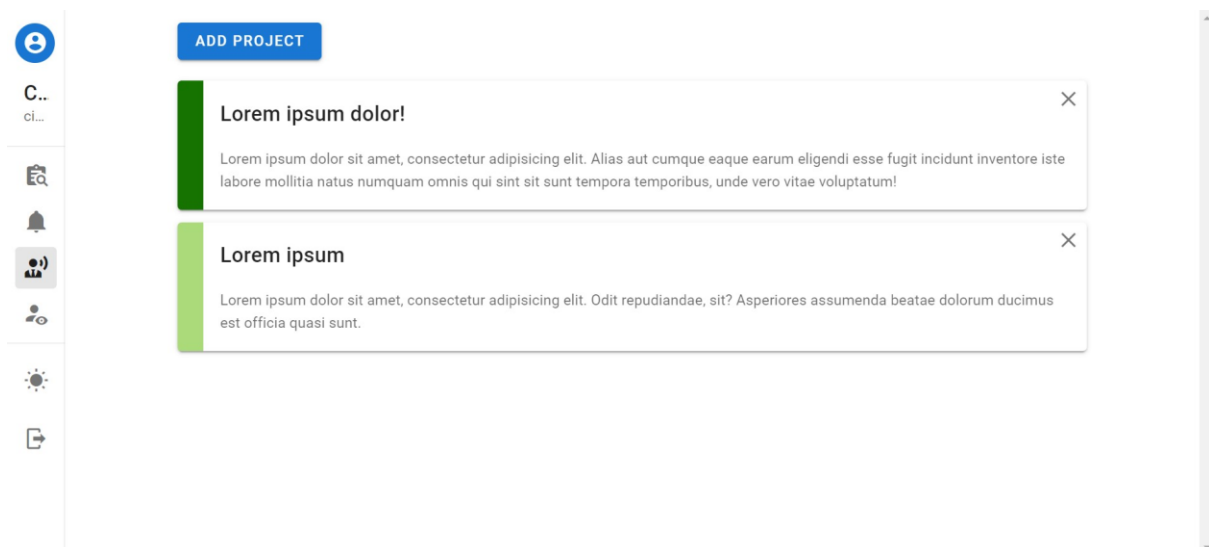 C...
ci...
ADD PROJECT
Lorem ipsum dolor!
Lorem ipsum dolor sit amet, consectetur adipisicing elit. Alias aut cumque eaque earum eligendi esse fugit incidunt inventore iste
labore mollitia natus numquam omnis qui sint sit sunt tempora temporibus, unde vero vitae voluptatum!
Lorem ipsum
Lorem ipsum dolor sit amet, consectetur adipisicing elit. Odit repudiandae, sit? Asperiores assumenda beatae dolorum ducimus
est officia quasi sunt.